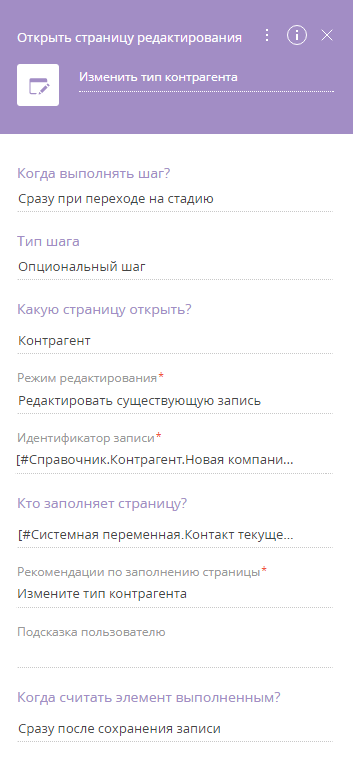 Открыть страницу редактирования
Изменить тип контрагента
Когда выполнять шаг?
Сразу при переходе на стадию
Тип шага
Опциональный шаг
Какую страницу открыть?
Контрагент
Режим редактирования*
Редактировать существующую запись
Идентификатор записи*
[#Справочник.Контрагент.Новая компани...
Кто заполняет страницу?
[#Системная переменная.Контакт текуще...
Рекомендации по заполнению страницы*
Измените тип контрагента
Подсказка пользователю
Когда считать элемент выполненным?
Сразу после сохранения записи